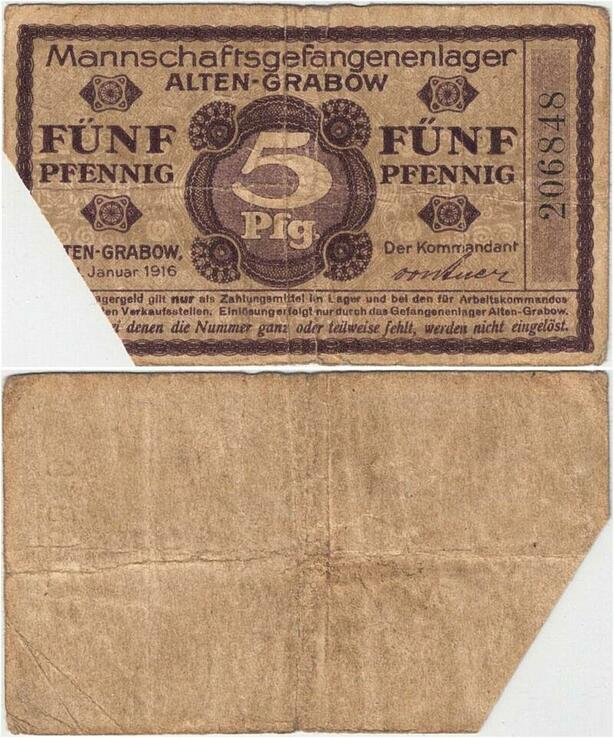 Mannschaftsgefangenenlager
ALTEN-GRABOW
FÜNF
PFENNIG
5
Pfg.
FÜNF
PFENNIG
206848
TEN-GRABOW,
Januar 1916
Der Kommandant
agergeld gilt nur als Zahlungsmittel im Lager und bei den für Arbeitskommandos
en Verkaufsstellen. Einlösung erfolgt nur durch das Gefangenenlager Alten-Grabow.
ei denen die Nummer ganz oder teilweise fehlt, werden nicht eingelöst.